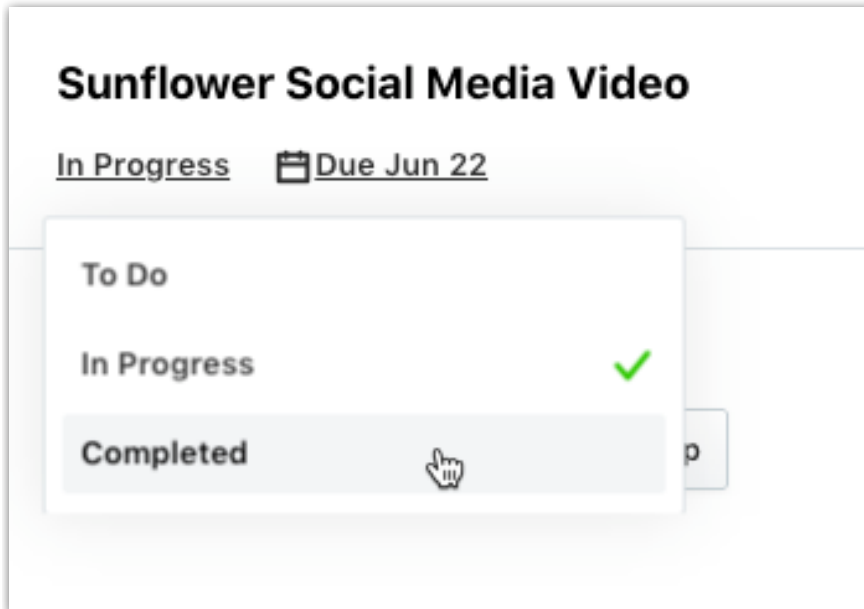 Sunflower Social Media Video
In Progress Due Jun 22
To Do
In Progress
Completed
p